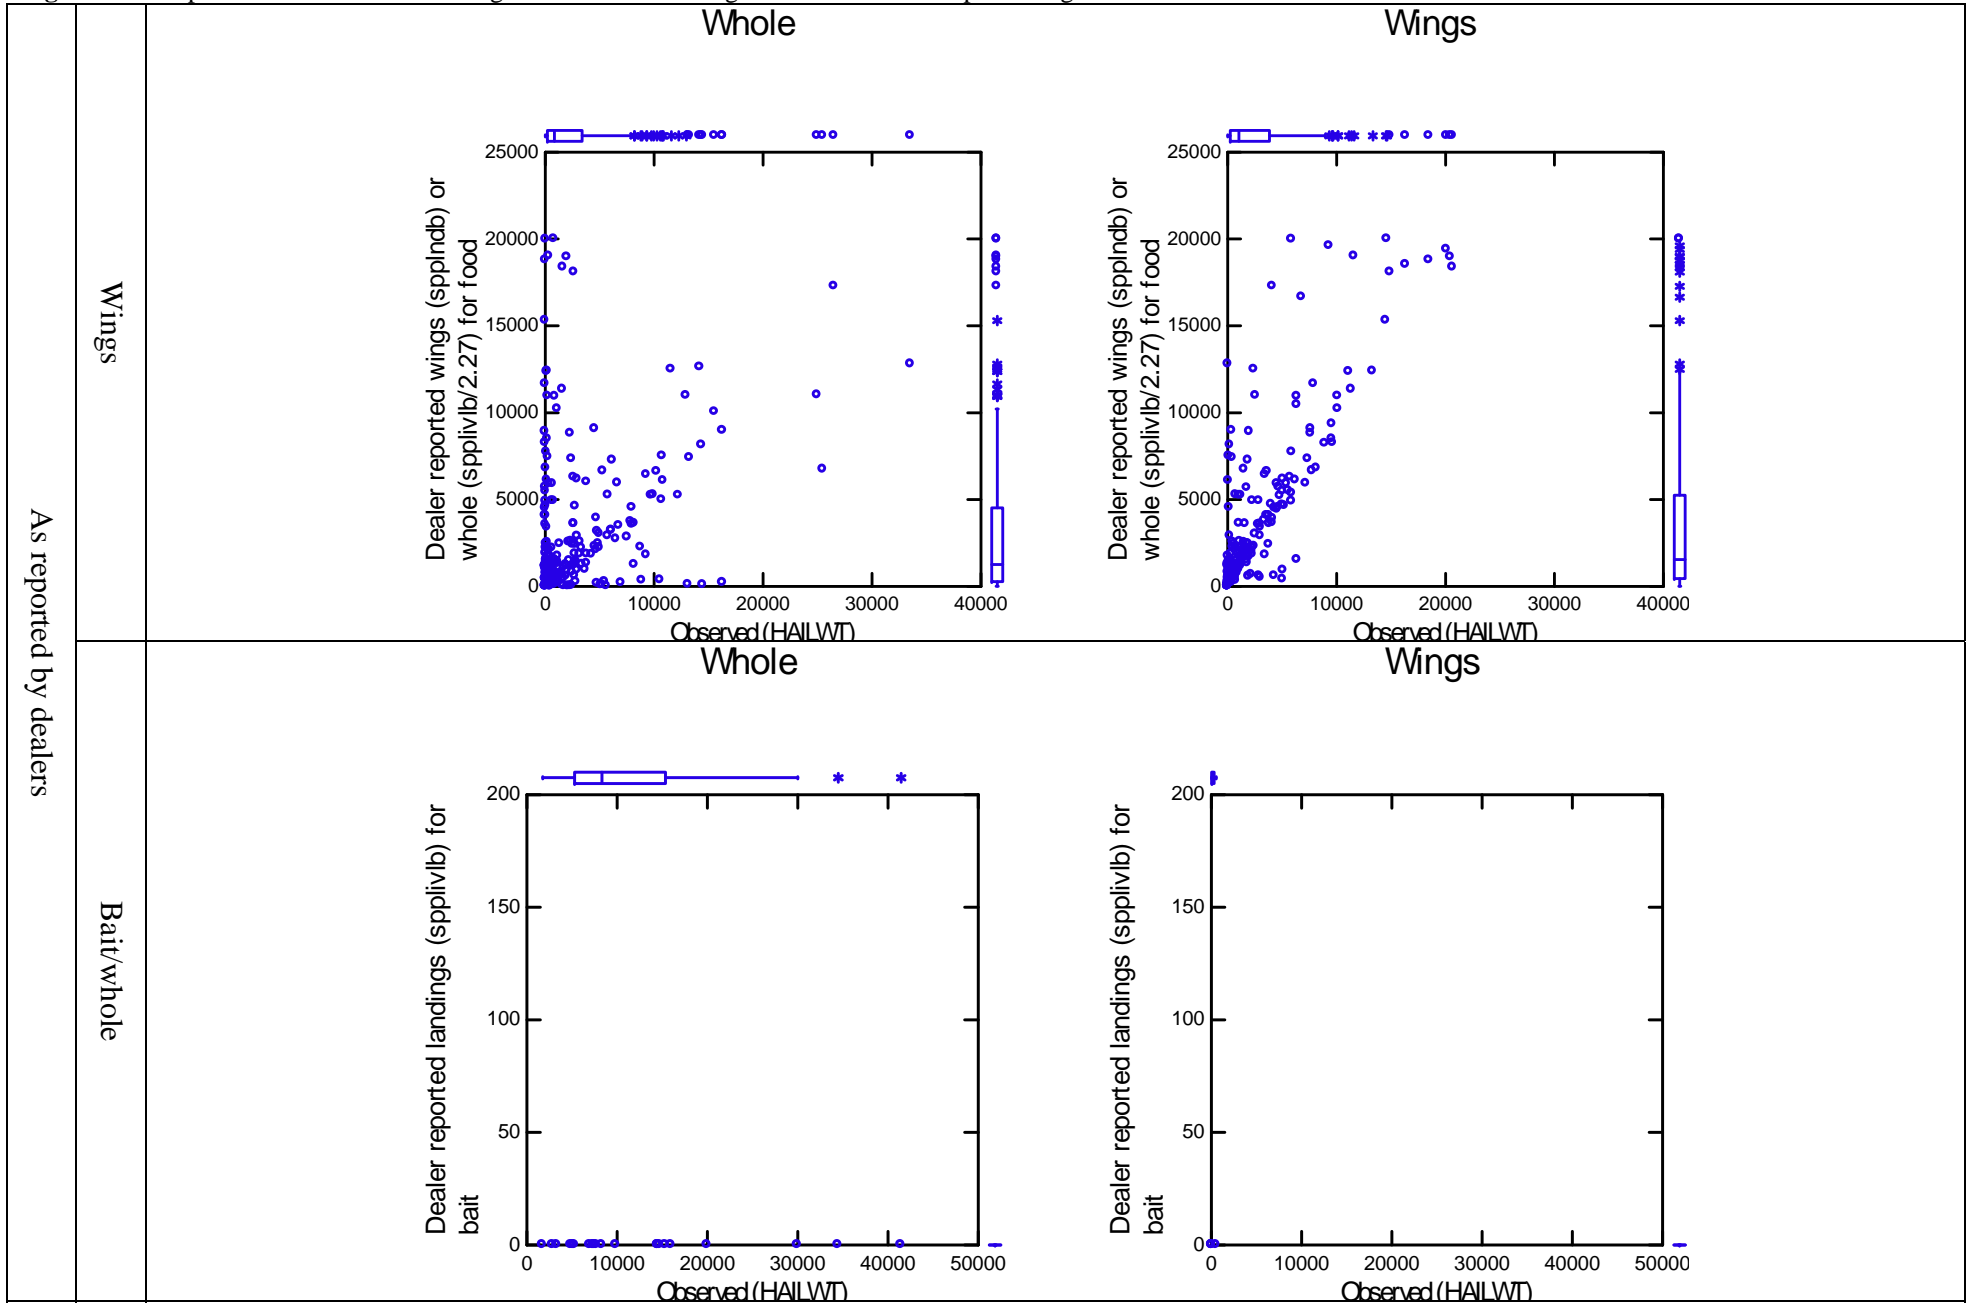 Whole
Wings
Dealer reported wings (spplndb) or
whole (spplivlb/2.27) for food
25000
20000
15000
10000
5000
0
0 10000 20000 30000 40000
Observed (HAILWT)
Dealer reported wings (spplndb) or
whole (spplivlb/2.27) for food
25000
20000
15000
10000
5000
0
0 10000 20000 30000 40000
Observed (HAILWT)
Wings
As reported by dealers
Whole
Wings
Dealer reported landings (spplivlb) for
bait
200
150
100
50
0
0 10000 20000 30000 40000 50000
Observed (HAILWT)
Dealer reported landings (spplivlb) for
bait
200
150
100
50
0
0 10000 20000 30000 40000 50000
Observed (HAILWT)
Bait/whole